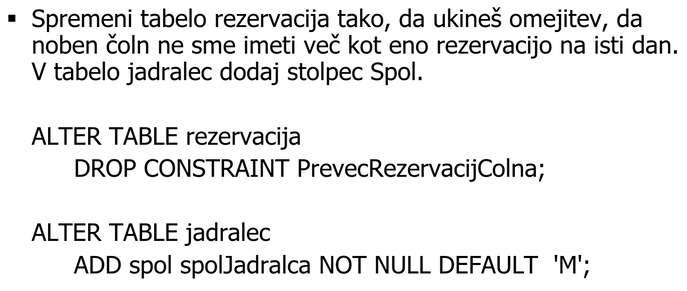 ▪ Spremeni tabelo rezervacija tako, da ukineš omejitev, da
noben čoln ne sme imeti več kot eno rezervacijo na isti dan.
V tabelo jadralec dodaj stolpec Spol.
ALTER TABLE rezervacija
DROP CONSTRAINT PrevecRezervacijColna;
ALTER TABLE jadralec
ADD spol spolJadralca NOT NULL DEFAULT 'M';